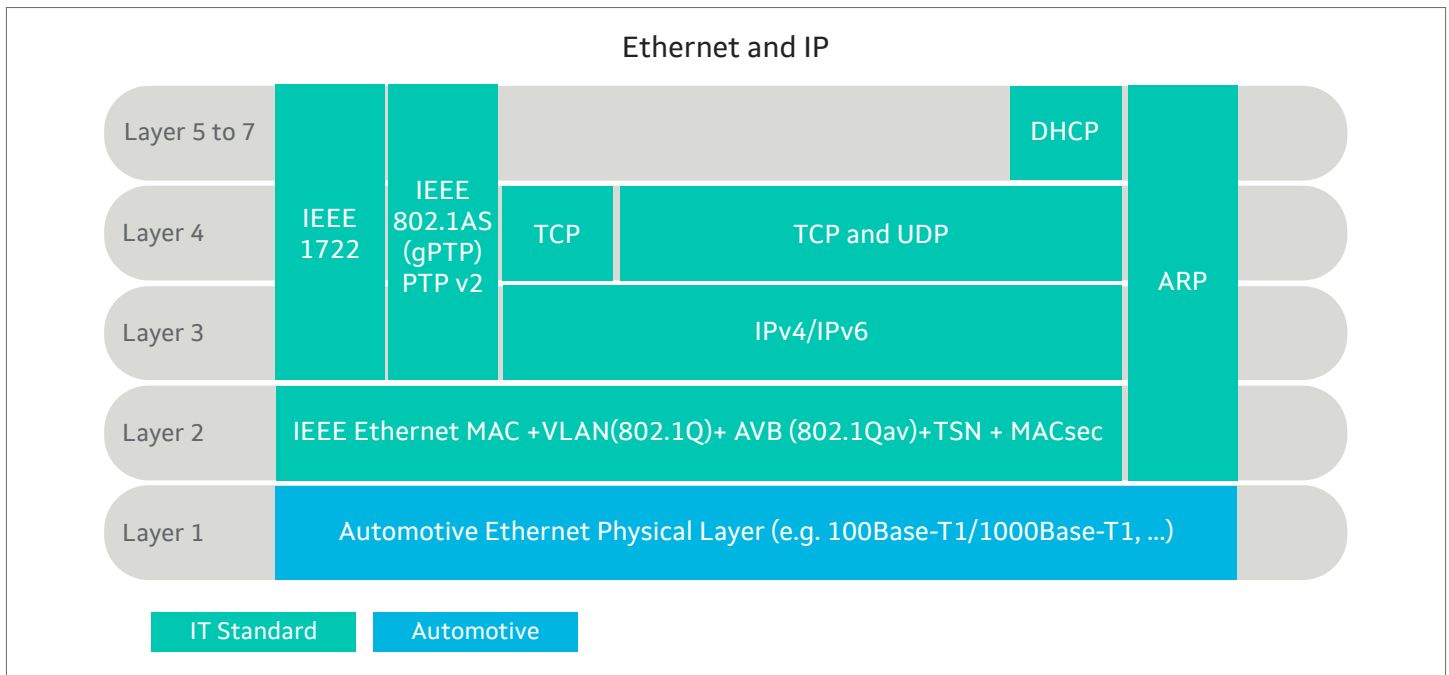 Ethernet and IP
Layer 5 to 7
DHCP
IEEE
1722
IEEE
802.1AS
(gPTP)
PTP v2
Layer 4
TCP
TCP and UDP
ARP
Layer 3
IPv4/IPv6
Layer 2
IEEE Ethernet MAC +VLAN(802.1Q)+ AVB (802.1Qav)+TSN + MACsec
Layer 1
Automotive Ethernet Physical Layer (e.g. 100Base-T1/1000Base-T1, ...)
IT Standard
Automotive